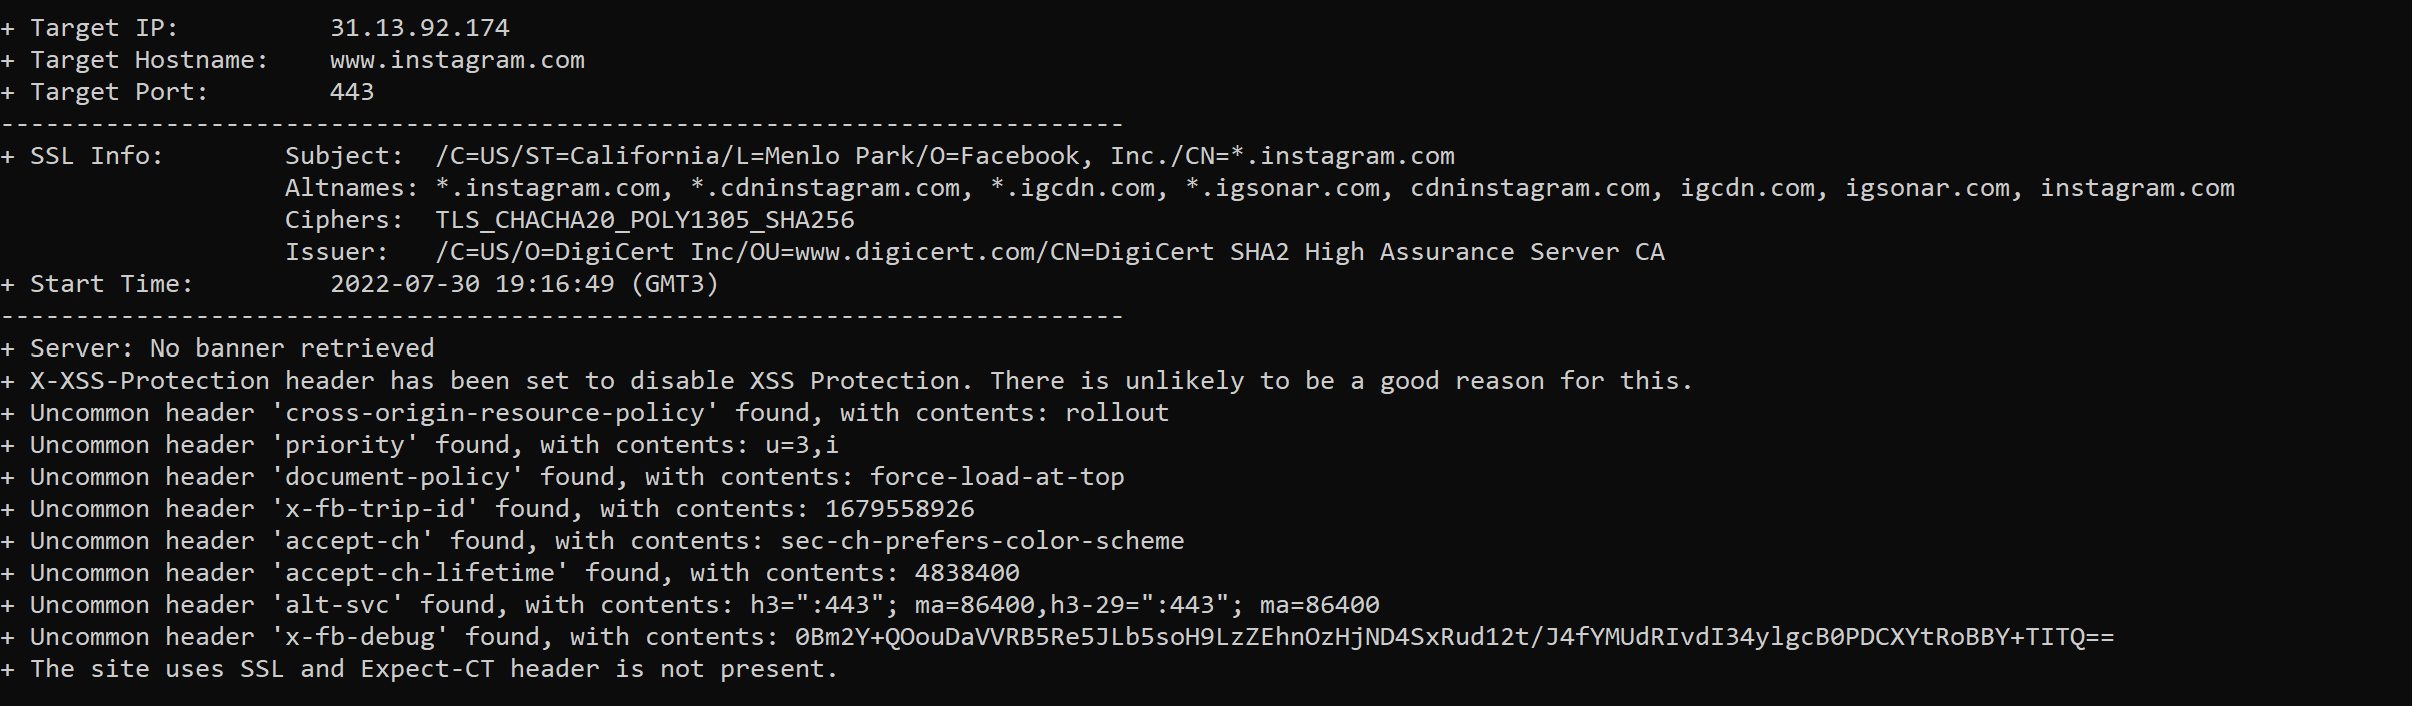 + Target IP:          31.13.92.174
+ Target Hostname:    www.instagram.com
+ Target Port:        443
---------------------------------------------------------------------------
+ SSL Info:        Subject:  /C=US/ST=California/L=Menlo Park/O=Facebook, Inc./CN=*.instagram.com
                   Altnames: *.instagram.com, *.cdninstagram.com, *.igcdn.com, *.igsonar.com, cdninstagram.com, igcdn.com, igsonar.com, instagram.com
                   Ciphers:  TLS_CHACHA20_POLY1305_SHA256
                   Issuer:   /C=US/O=DigiCert Inc/OU=www.digicert.com/CN=DigiCert SHA2 High Assurance Server CA
+ Start Time:         2022-07-30 19:16:49 (GMT3)
---------------------------------------------------------------------------
+ Server: No banner retrieved
+ X-XSS-Protection header has been set to disable XSS Protection. There is unlikely to be a good reason for this.
+ Uncommon header 'cross-origin-resource-policy' found, with contents: rollout
+ Uncommon header 'priority' found, with contents: u=3,i
+ Uncommon header 'document-policy' found, with contents: force-load-at-top
+ Uncommon header 'x-fb-trip-id' found, with contents: 1679558926
+ Uncommon header 'accept-ch' found, with contents: sec-ch-prefers-color-scheme
+ Uncommon header 'accept-ch-lifetime' found, with contents: 4838400
+ Uncommon header 'alt-svc' found, with contents: h3=":443"; ma=86400,h3-29=":443"; ma=86400
+ Uncommon header 'x-fb-debug' found, with contents: 0Bm2Y+QOouDaVVRB5Re5JLb5soH9LzZEhnOzHjND4SxRud12t/J4fYMUdRIvdI34ylgcB0PDCXYtRoBBY+TITQ==
+ The site uses SSL and Expect-CT header is not present.